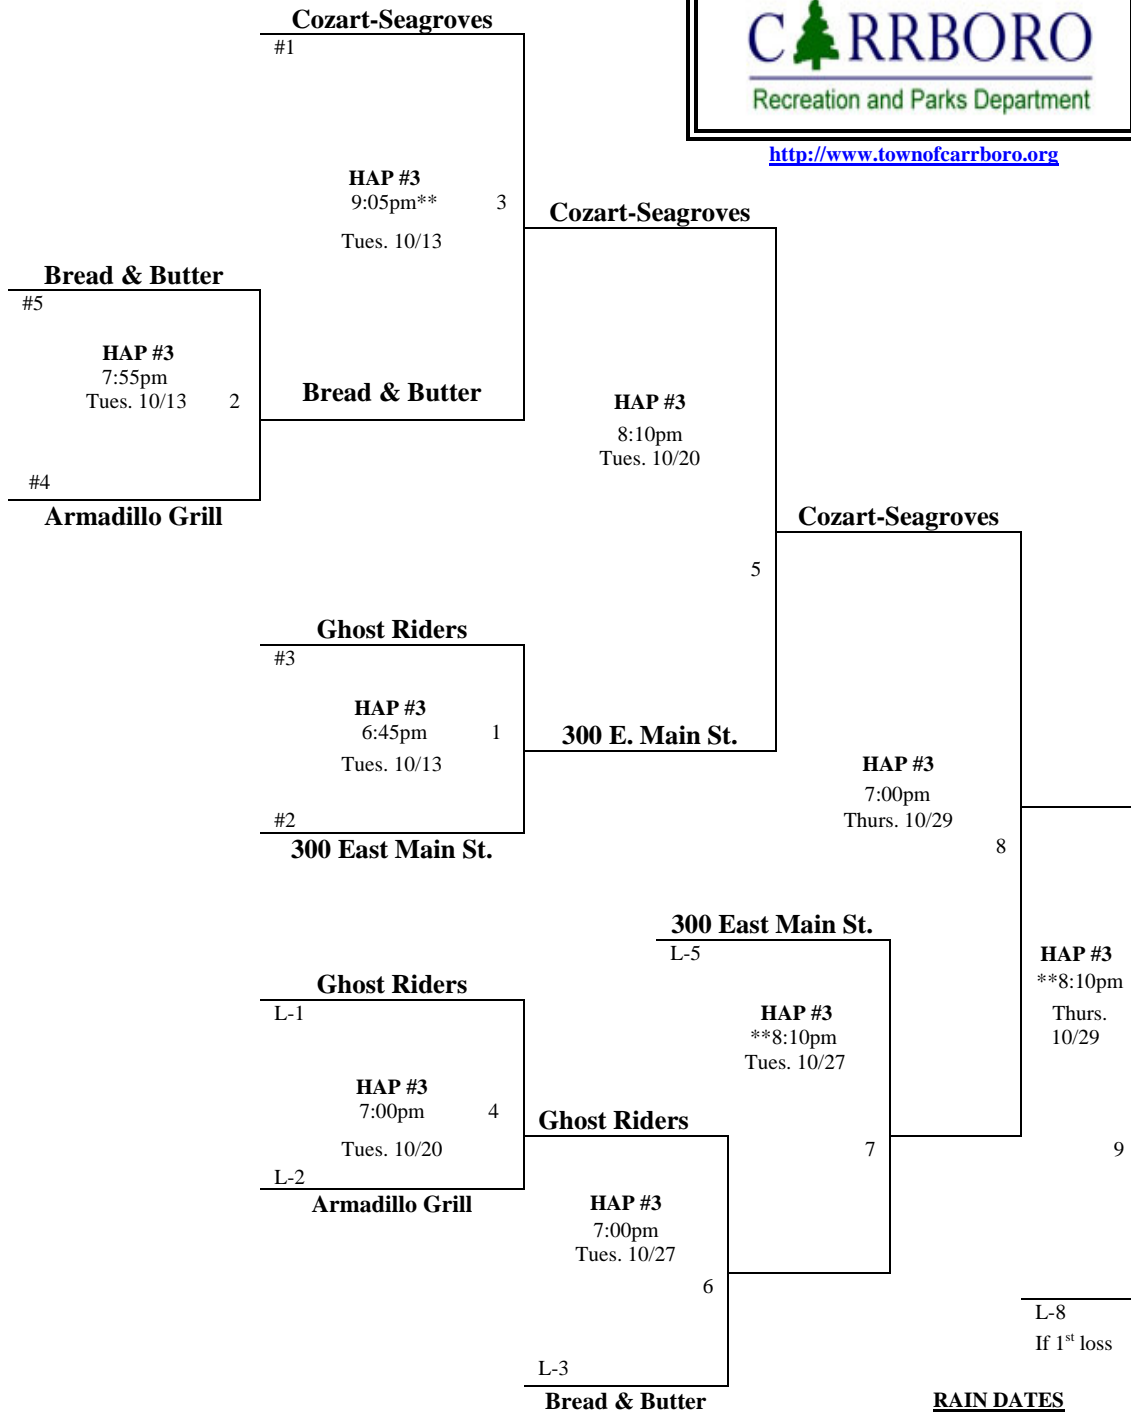 Cozart-Seagroves
#1
CARRBORO
Recreation and Parks Department
http://www.townofcarrboro.org
HAP #3
9:05pm** 3
Tues. 10/13
Cozart-Seagroves
Bread & Butter
#5
HAP #3
7:55pm
Tues. 10/13 2
Bread & Butter
#4
Armadillo Grill
HAP #3
8:10pm
Tues. 10/20
Cozart-Seagroves
5
Ghost Riders
#3
HAP #3
6:45pm 1
Tues. 10/13
300 E. Main St.
#2
300 East Main St.
HAP #3
7:00pm
Thurs. 10/29
8
300 East Main St.
L-5
HAP #3
**8:10pm
Tues. 10/27
7
HAP #3
**8:10pm
Thurs.
10/29
9
Ghost Riders
L-1
HAP #3
7:00pm 4
Tues. 10/20
L-2
Armadillo Grill
Ghost Riders
HAP #3
7:00pm
Tues. 10/27
6
L-3
Bread & Butter
L-8
If 1st loss
RAIN DATES